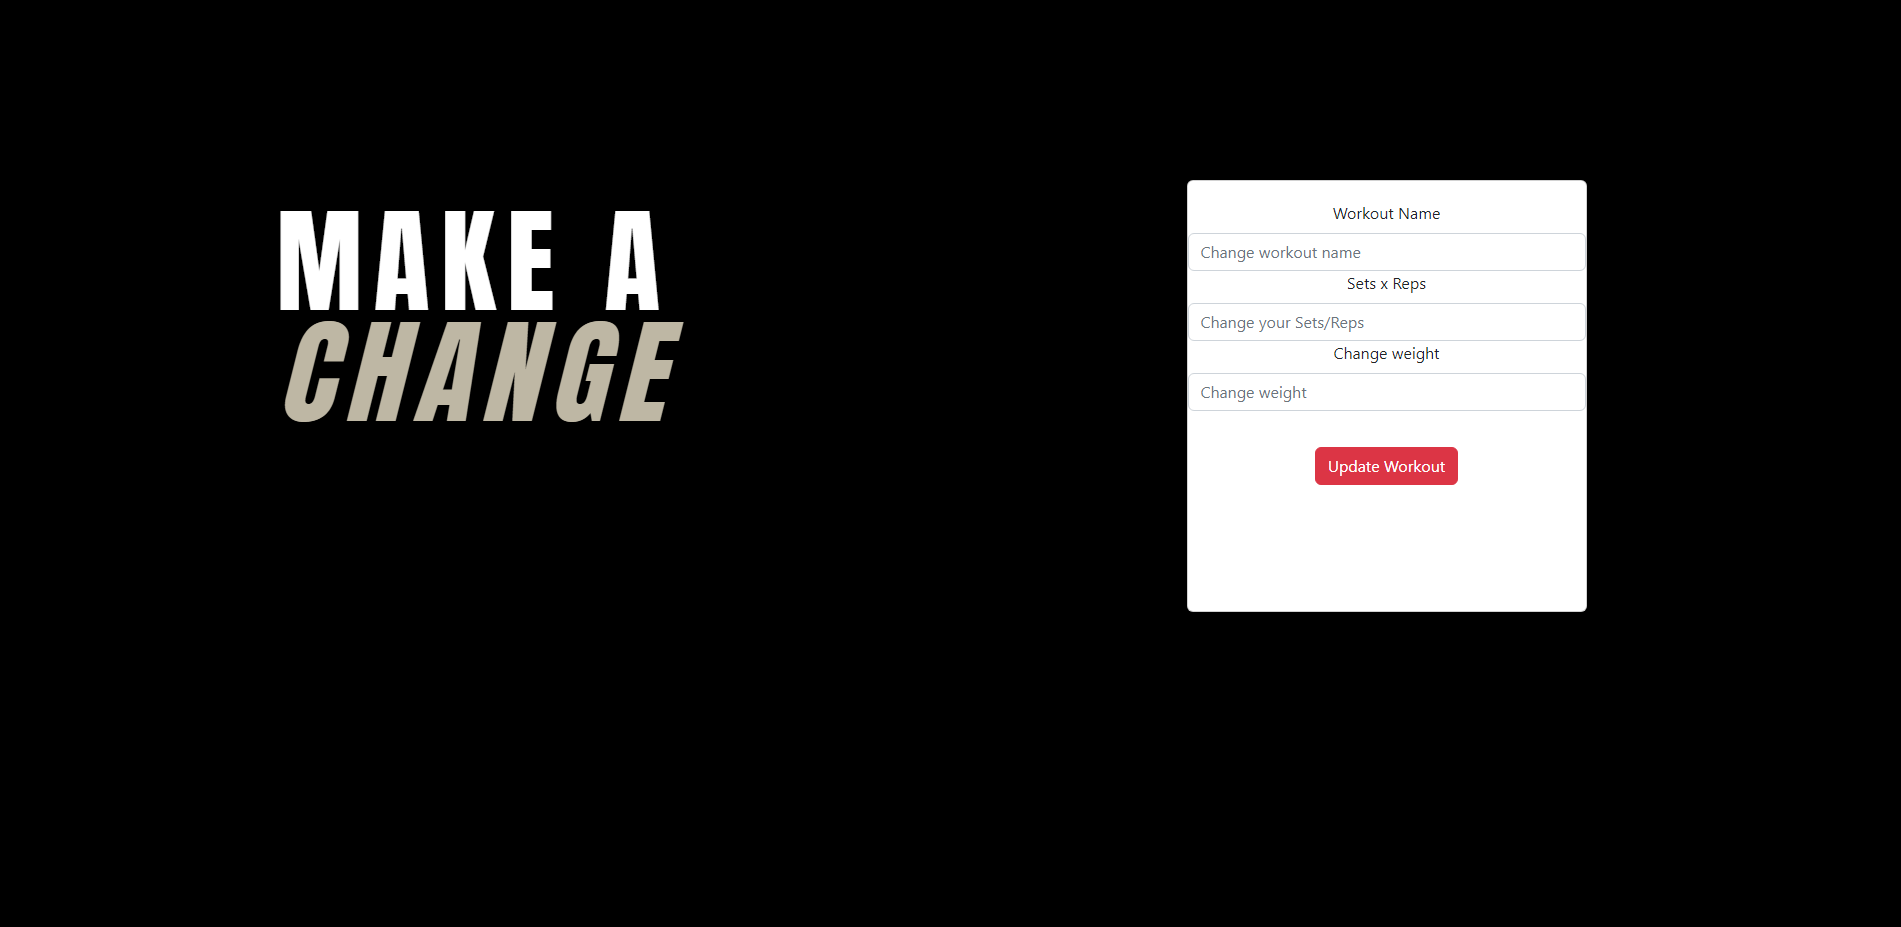 MAKE A
CHANGE
Workout Name
Change workout name
Sets x Reps
Change your Sets/Reps
Change weight
Change weight
Update Workout